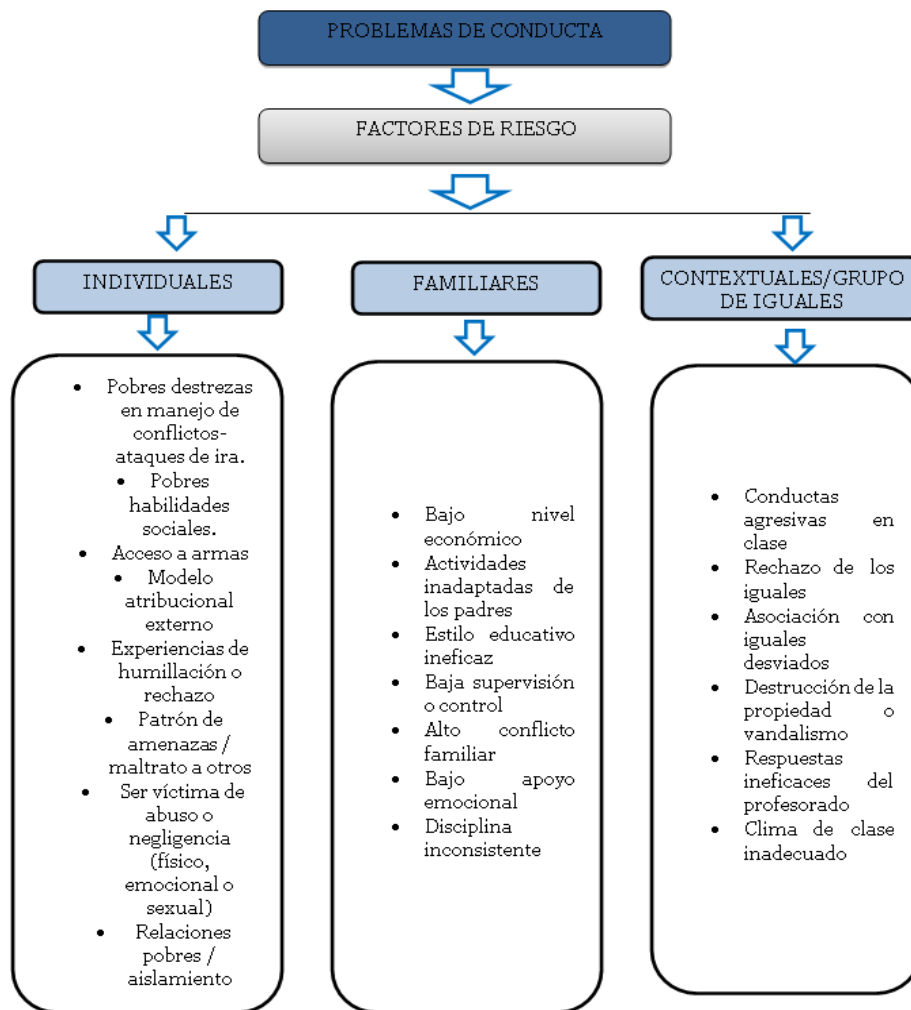 PROBLEMAS DE CONDUCTA
FACTORES DE RIESGO
INDIVIDUALES
• Pobres destrezas
en manejo de
conflictos-
ataques de ira.
• Pobres
habilidades
sociales.
• Acceso a armas
• Modelo
atribucional
externo
• Experiencias de
humillación o
rechazo
• Patrón de
amenazas /
maltrato a otros
• Ser víctima de
abuso o
negligencia
(físico,
emocional o
sexual)
• Relaciones
pobres /
aislamiento
FAMILIARES
• Bajo nivel
económico
• Actividades
inadaptadas de
los padres
• Estilo educativo
ineficaz
• Baja supervisión
o control
• Alto conflicto
familiar
• Bajo apoyo
emocional
• Disciplina
inconsistente
CONTEXTUALES/GRUPO
DE IGUALES
• Conductas
agresivas en
clase
• Rechazo de los
iguales
• Asociación con
iguales
desviados
• Destrucción de la
propiedad o
vandalismo
• Respuestas
ineficaces del
profesorado
• Clima de clase
inadecuado